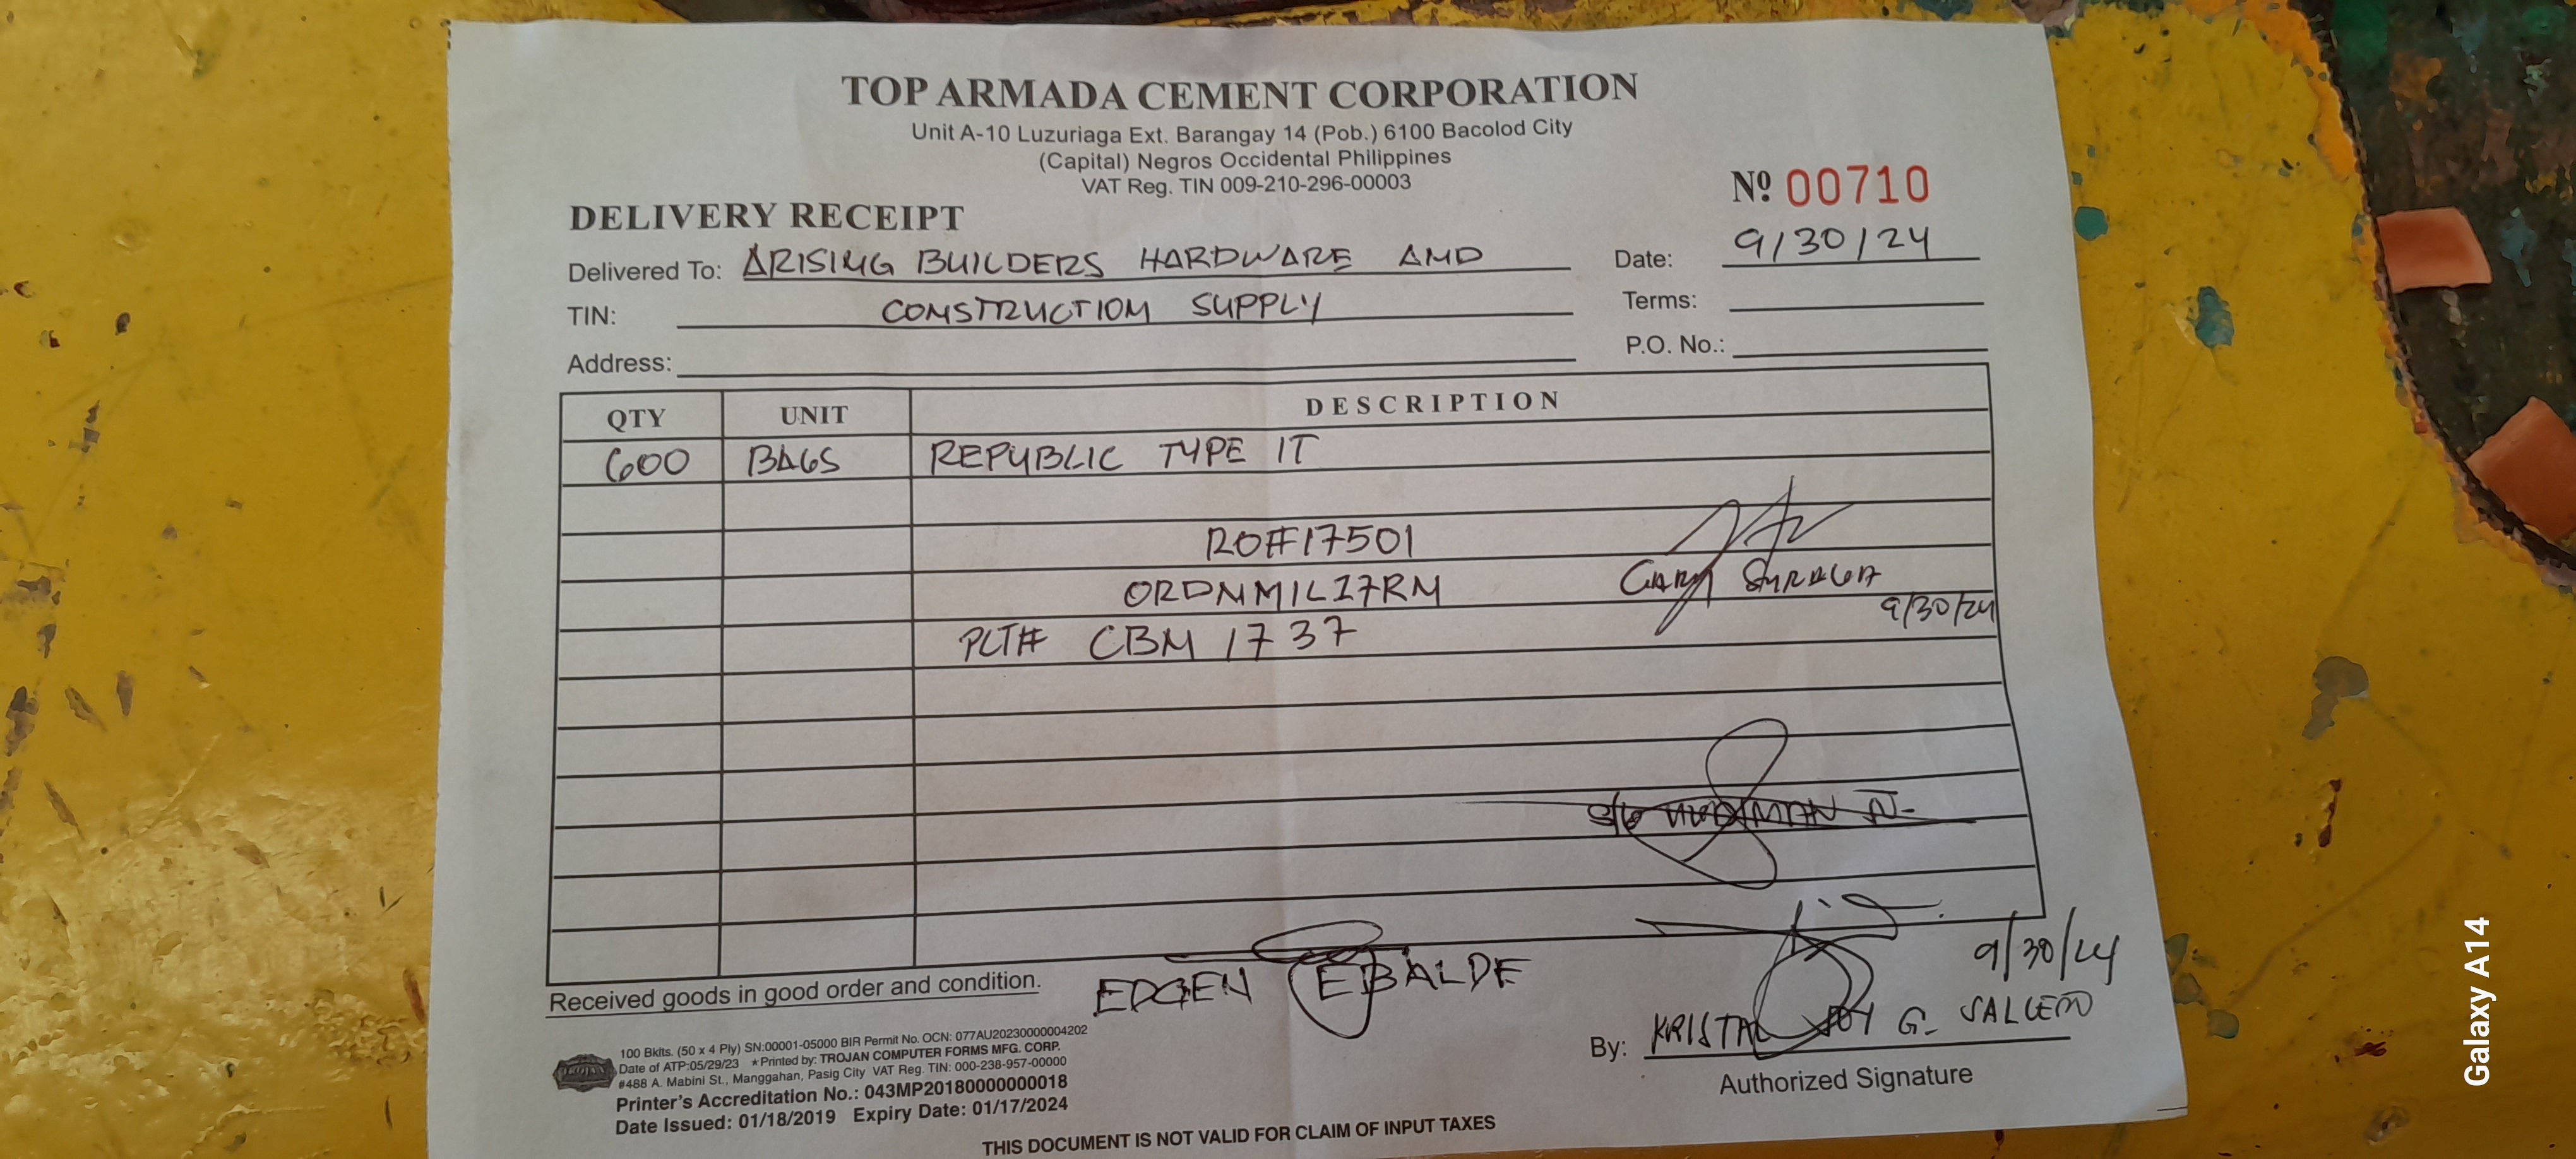 TOP ARMADA CEMENT CORPORATION
Unit A-10 Luzuriaga Ext. Barangay 14 (Pob.) 6100 Bacolod City
(Capital) Negros Occidental Philippines
VAT Reg. TIN 009-210-296-00003
Nº 00710
DELIVERY RECEIPT
Delivered To: ARISING BUILDERS HARDWARE AND
Date: 9/30/24
TIN: CONSTRUCTION SUPPLY
Terms:
Address:
P.O. No.:
QTY UNIT DESCRIPTION
600 BAGS REPUBLIC TYPE IT
RO#17501
ORDNMIL17RM
GARY
9/30/24
PLT# CBM 1737
9/30/24
EDGEN EBALDE
Received goods in good order and condition.
By: KRISTAL JOY G. SALCEDO
Authorized Signature
100 Bklts. (50 x 4 Ply) SN:00001-05000 BIR Permit No. OCN: 077AU20230000004202
Date of ATP:05/29/23 *Printed by: TROJAN COMPUTER FORMS MFG. CORP.
#488 A. Mabini St., Manggahan, Pasig City VAT Reg. TIN: 000-238-957-00000
Printer's Accreditation No.: 043MP20180000000018
Date Issued: 01/18/2019 Expiry Date: 01/17/2024
THIS DOCUMENT IS NOT VALID FOR CLAIM OF INPUT TAXES
Galaxy A14